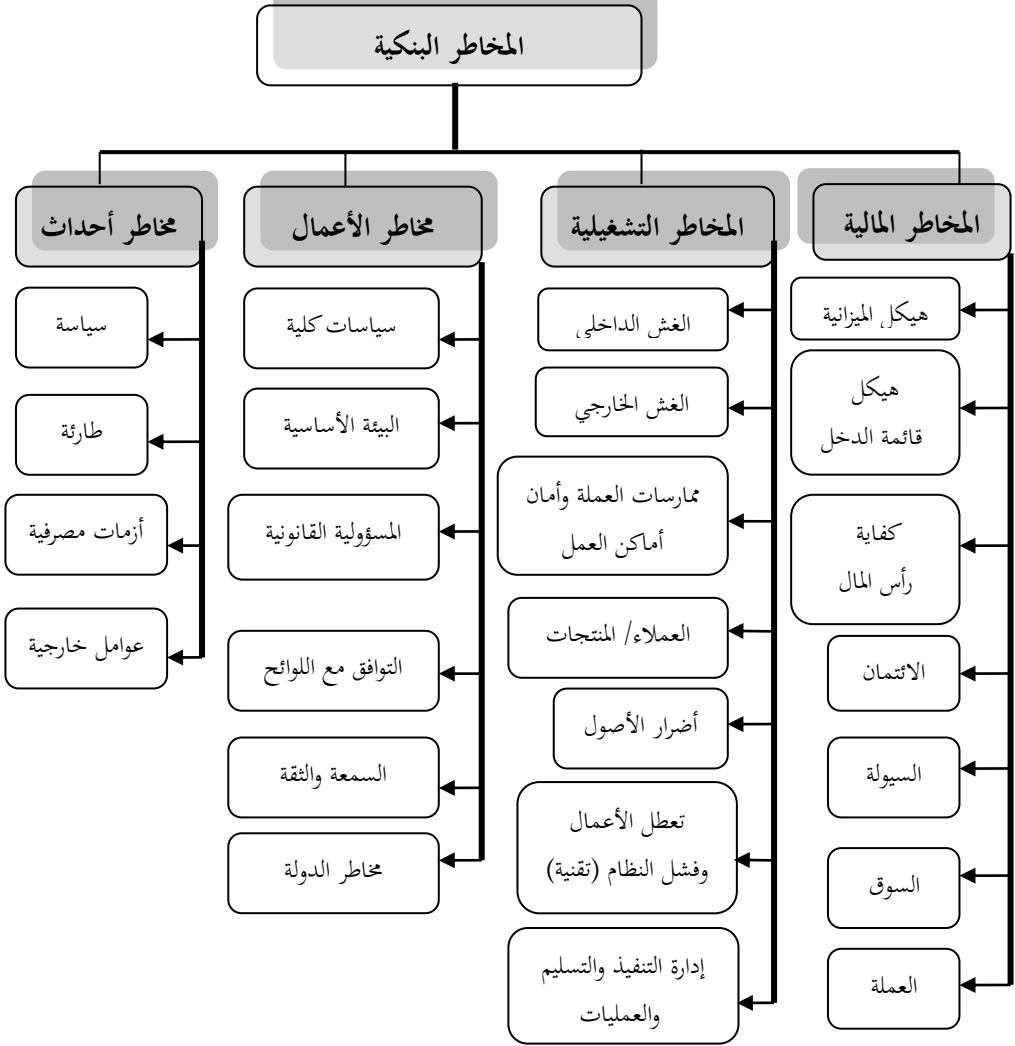 المخاطر البنكية
المخاطر المالية
هيكل الميزانية
هيكل
قائمة الدخل
كفاية
رأس المال
الائتمان
السيولة
السوق
العملة
المخاطر التشغيلية
الغش الداخلي
الغش الخارجي
ممارسات العملة وأمان
أماكن العمل
العملاء/ المنتجات
أضرار الأصول
تعطل الأعمال
وفشل النظام (تقنية)
إدارة التنفيذ والتسليم
والعمليات
مخاطر الأعمال
سياسات كلية
البيئة الأساسية
المسؤولية القانونية
التوافق مع اللوائح
السمعة والثقة
مخاطر الدولة
مخاطر أحداث
سياسة
طارئة
أزمات مصرفية
عوامل خارجية